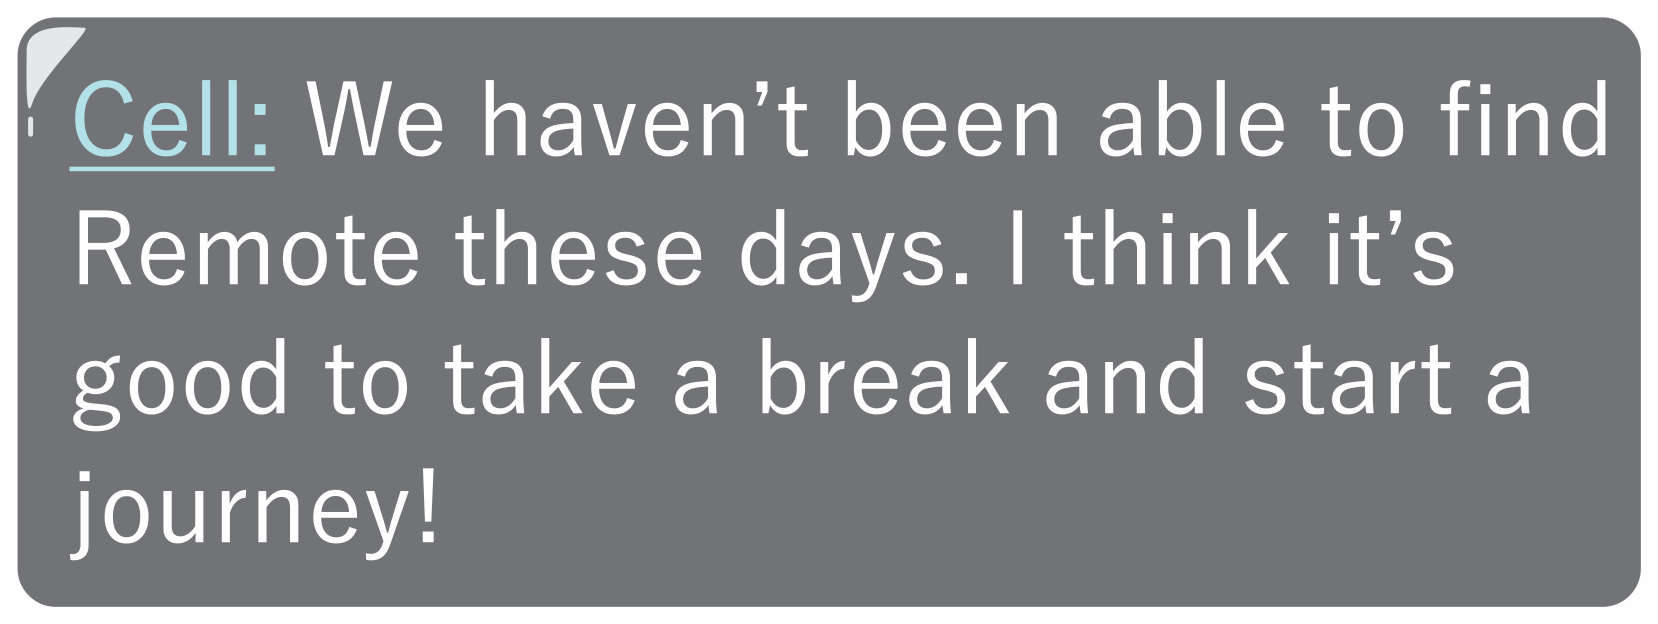 Cell: We haven’t been able to find
Remote these days. I think it’s
good to take a break and start a
journey!